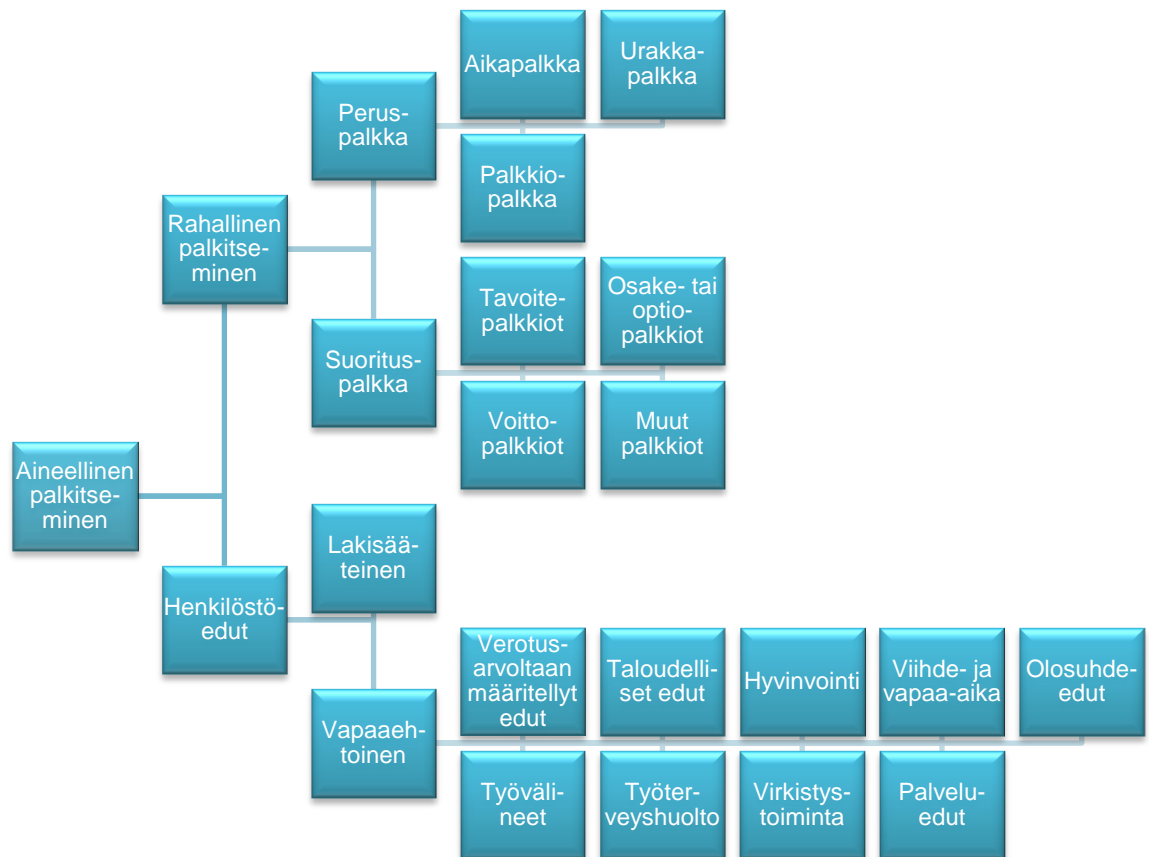 Aikapalkka
Urakka-
palkka
Perus-
palkka
Palkkio-
palkka
Rahallinen
palkitse-
minen
Tavoite-
palkkiot
Osake- tai
optio-
palkkiot
Suoritus-
palkka
Voitto-
palkkiot
Muut
palkkiot
Aineellinen
palkitse-
minen
Lakisää-
teinen
Henkilöstö-
edut
Verotus-
arvoltaan
määritellyt
edut
Taloudelli-
set edut
Hyvinvointi
Viihde- ja
vapaa-aika
Olosuhde-
edut
Vapaaeh-
toinen
Työväli-
neet
Työter-
veyshuolto
Virkistys-
toiminta
Palvelu-
edut